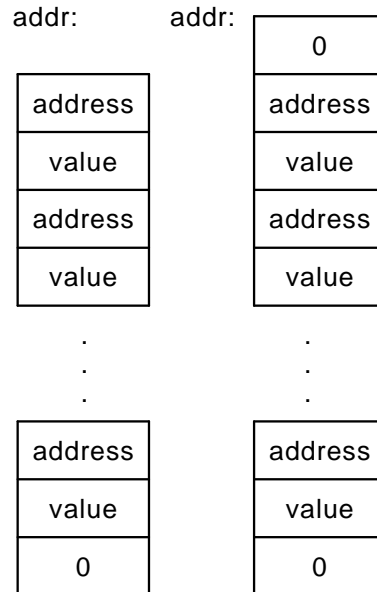 addr:
address
value
address
value
.
.
.
address
value
0
addr:
0
address
value
address
value
.
.
.
address
value
0